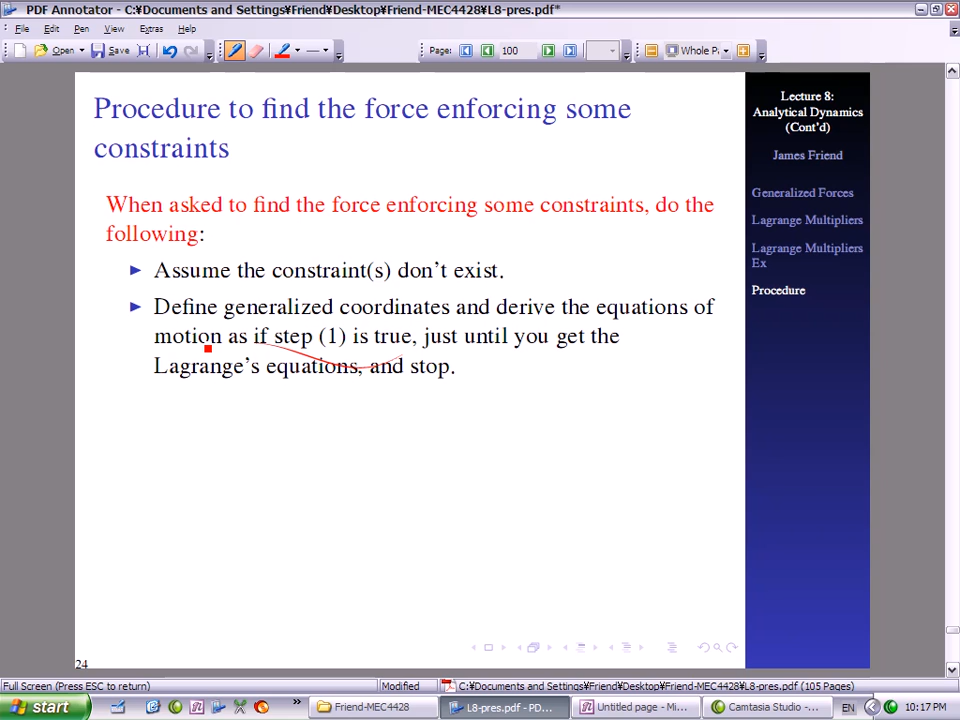 PDF Annotator - C:¥Documents and Settings¥Friend¥Desktop¥Friend-MEC4428¥L8-pres.pdf*
File Edit Pen View Extras Help
Open Save Page: 100 Whole P
Procedure to find the force enforcing some
constraints
When asked to find the force enforcing some constraints, do the
following:
Assume the constraint(s) don't exist.
Define generalized coordinates and derive the equations of
motion as if step (1) is true, just until you get the
Lagrange's equations, and stop.
24
Lecture 8:
Analytical Dynamics
(Cont'd)
James Friend
Generalized Forces
Lagrange Multipliers
Lagrange Multipliers
Ex
Procedure
Full Screen (Press ESC to return) Modified C:¥Documents and Settings¥Friend¥Desktop¥Friend-MEC4428¥L8-pres.pdf (105 Pages)
start » Friend-MEC4428 L8-pres.pdf - PD... Untitled page - Mi... Camtasia Studio -... EN 10:17 PM